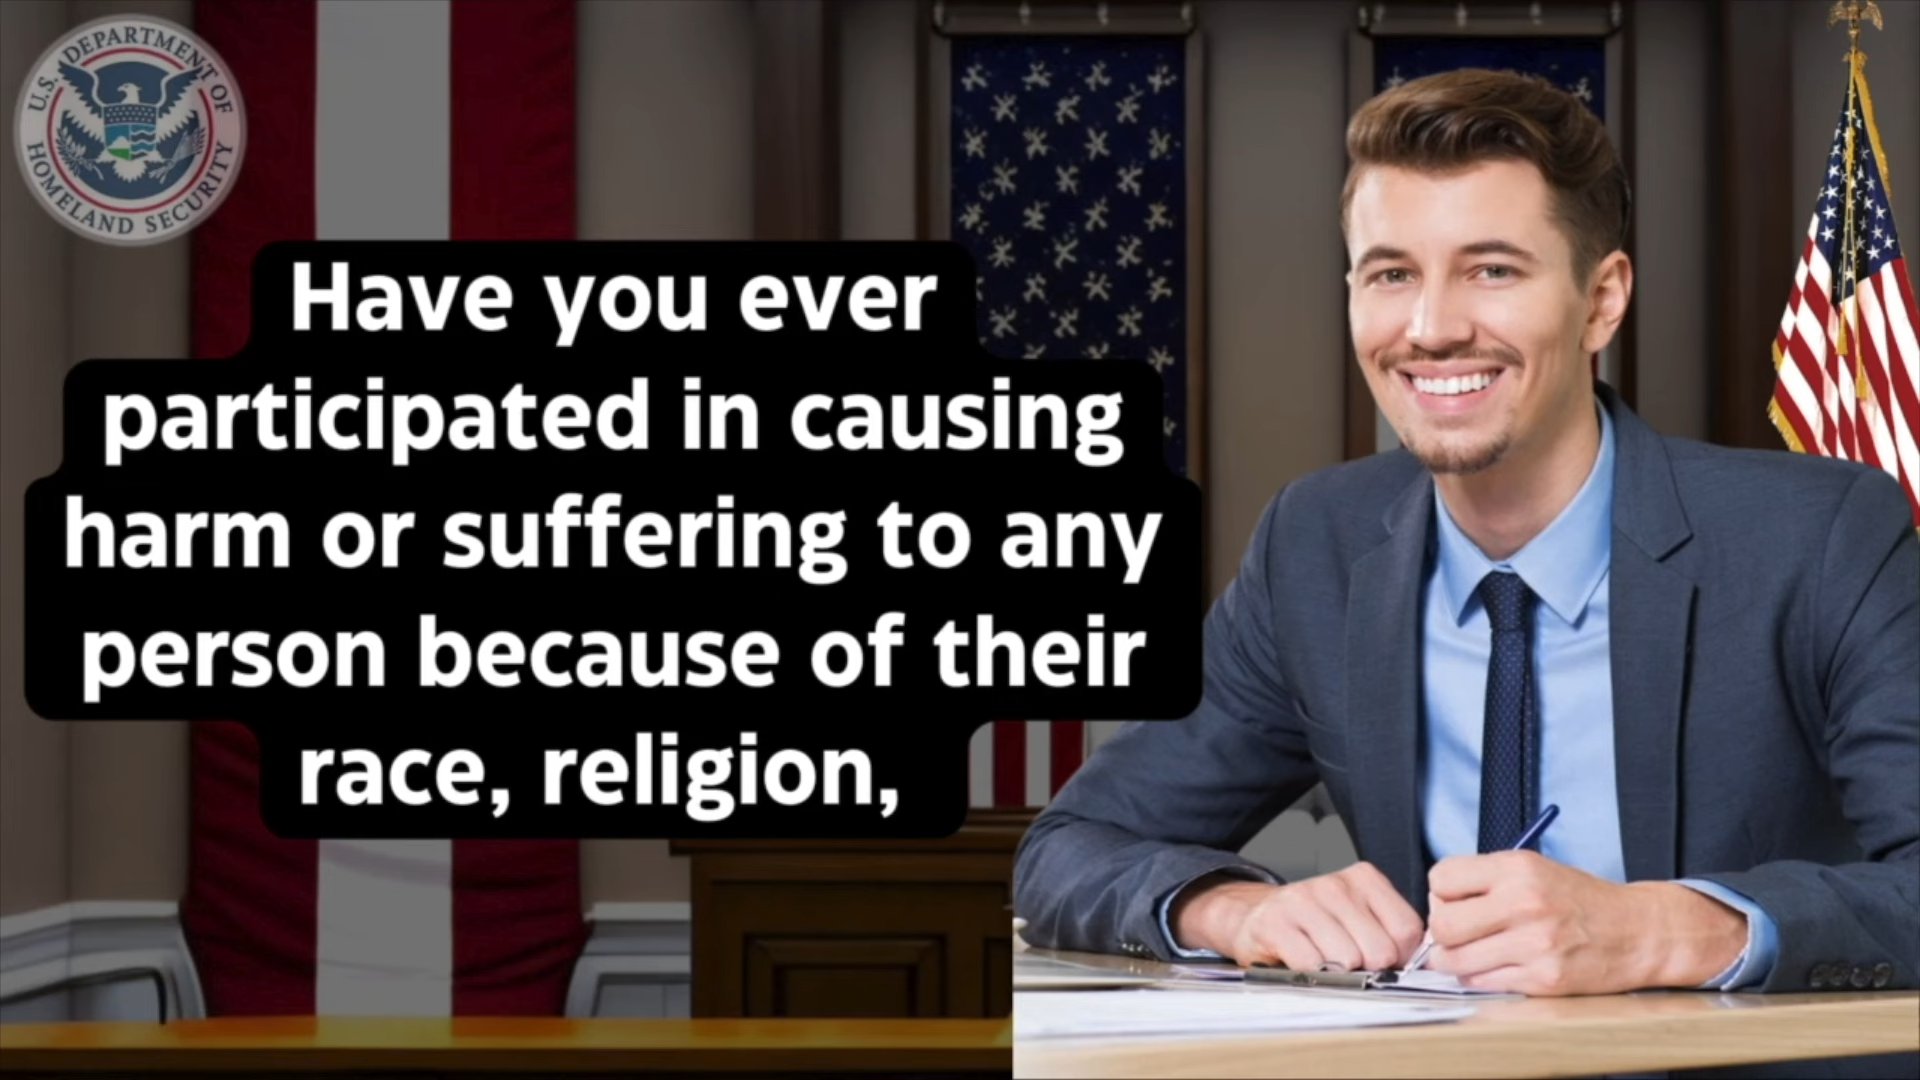 U.S. DEPARTMENT OF
HOMELAND SECURITY
Have you ever
participated in causing
harm or suffering to any
person because of their
race, religion,